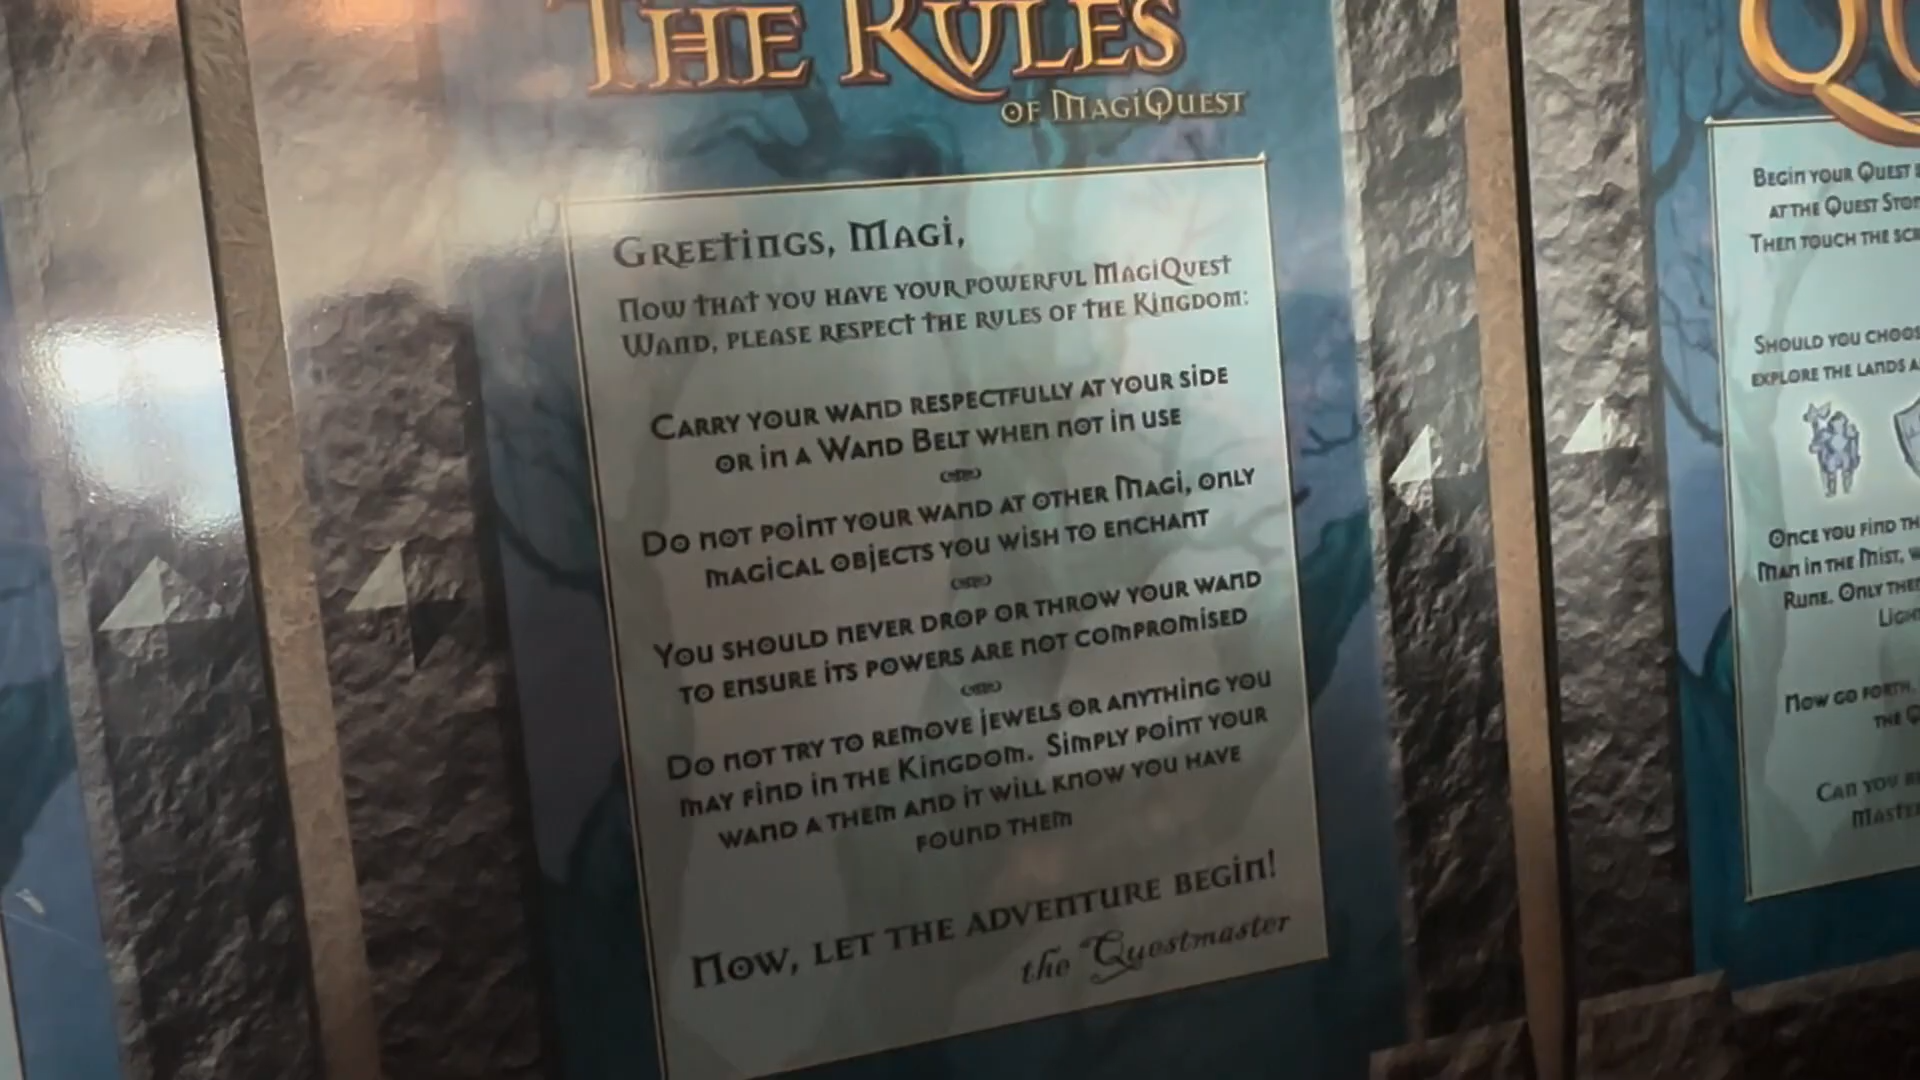 THE RULES
OF MAGIQUEST
GREETINGS, MAGI,
NOW THAT YOU HAVE YOUR POWERFUL MAGIQUEST
WAND, PLEASE RESPECT THE RULES OF THE KINGDOM:
CARRY YOUR WAND RESPECTFULLY AT YOUR SIDE
OR IN A WAND BELT WHEN NOT IN USE
DO NOT POINT YOUR WAND AT OTHER MAGI, ONLY
MAGICAL OBJECTS YOU WISH TO ENCHANT
YOU SHOULD NEVER DROP OR THROW YOUR WAND
TO ENSURE ITS POWERS ARE NOT COMPROMISED
DO NOT TRY TO REMOVE JEWELS OR ANYTHING YOU
MAY FIND IN THE KINGDOM. SIMPLY POINT YOUR
WAND A THEM AND IT WILL KNOW YOU HAVE
FOUND THEM
NOW, LET THE ADVENTURE BEGIN!
the Questmaster
BEGIN YOUR QUEST
AT THE QUEST
THEN TOUCH THE
SHOULD YOU
EXPLORE THE LANDS
ONCE YOU FIND
MAN IN THE MIST,
RUNE. ONLY
NOW GO FORTH,
THE
CAN YOU